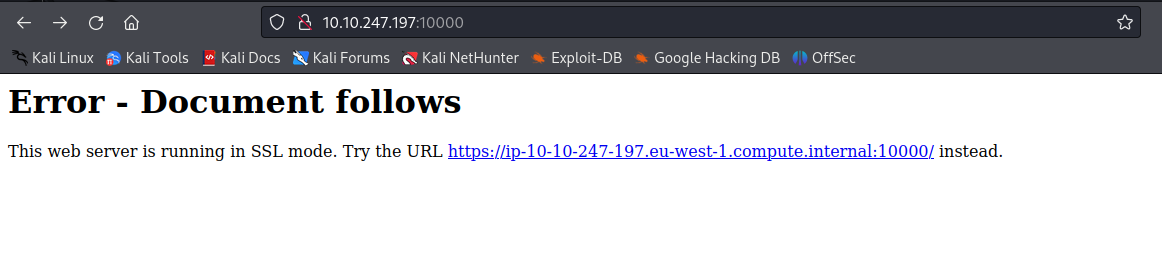 10.10.247.197:10000
Kali Linux Kali Tools Kali Docs Kali Forums Kali NetHunter Exploit-DB Google Hacking DB OffSec
Error - Document follows
This web server is running in SSL mode. Try the URL https://ip-10-10-247-197.eu-west-1.compute.internal:10000/ instead.